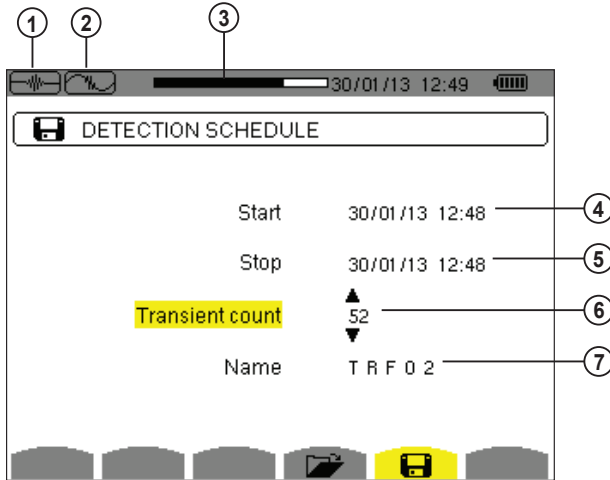 1 2 3
30/01/13 12:49
DETECTION SCHEDULE
Start 30/01/13 12:48 4
Stop 30/01/13 12:48 5
Transient count 52 6
Name T R F 0 2 7